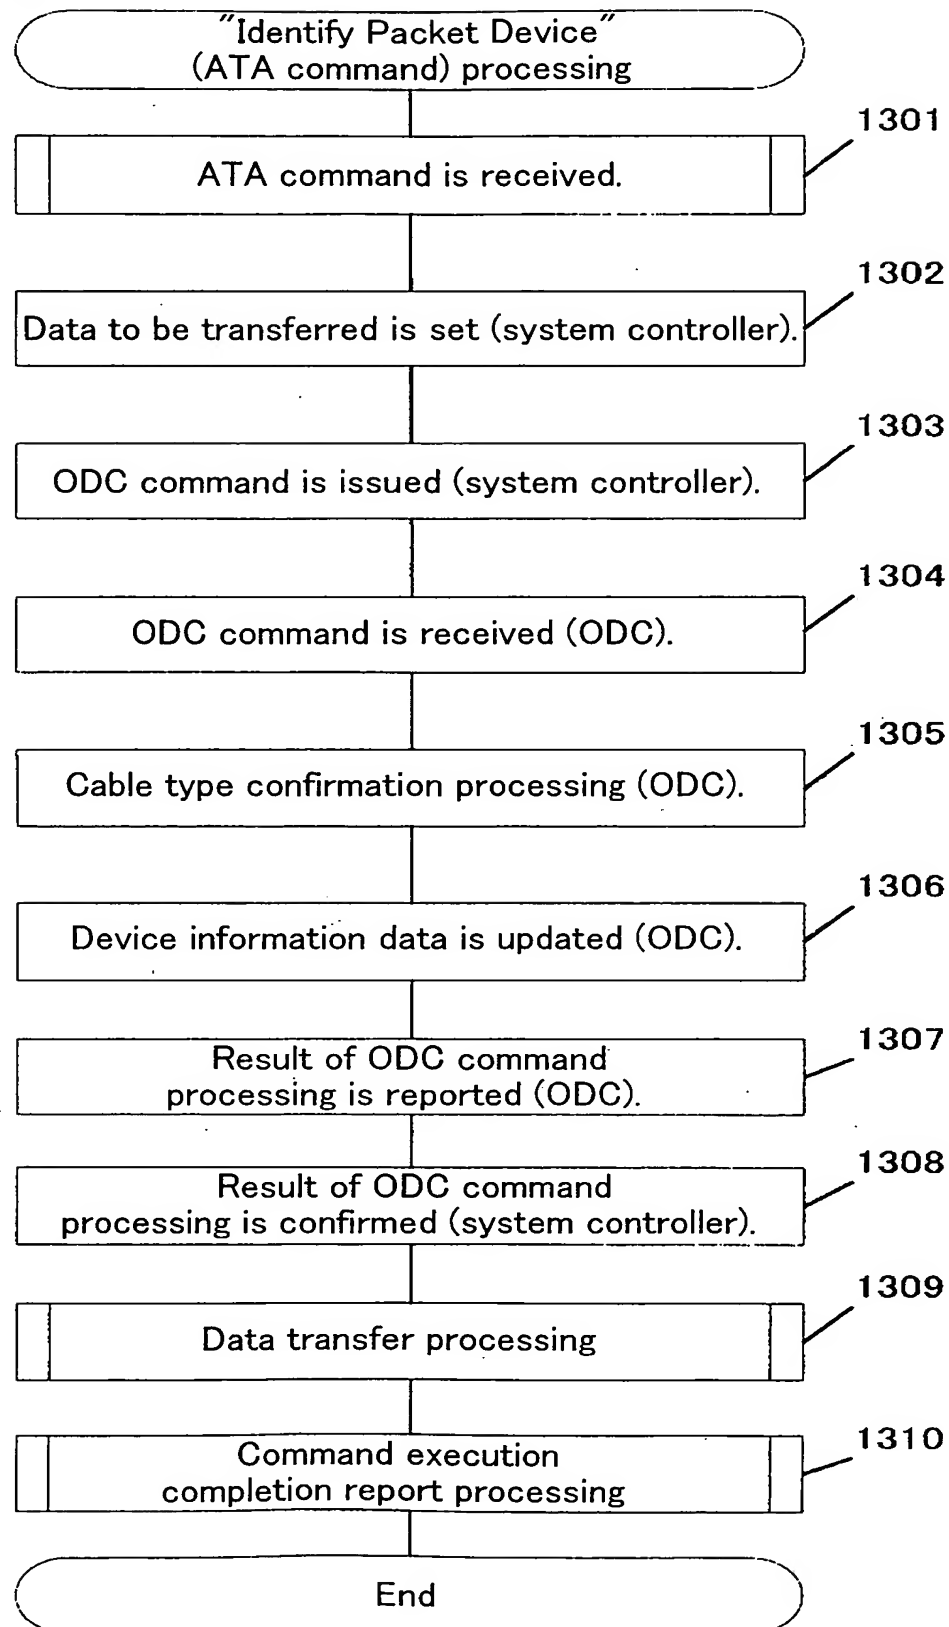 "Identify Packet Device"
(ATA command) processing
1301
ATA command is received.
1302
Data to be transferred is set (system controller).
1303
ODC command is issued (system controller).
1304
ODC command is received (ODC).
1305
Cable type confirmation processing (ODC).
1306
Device information data is updated (ODC).
1307
Result of ODC command
processing is reported (ODC).
1308
Result of ODC command
processing is confirmed (system controller).
1309
Data transfer processing
1310
Command execution
completion report processing
End